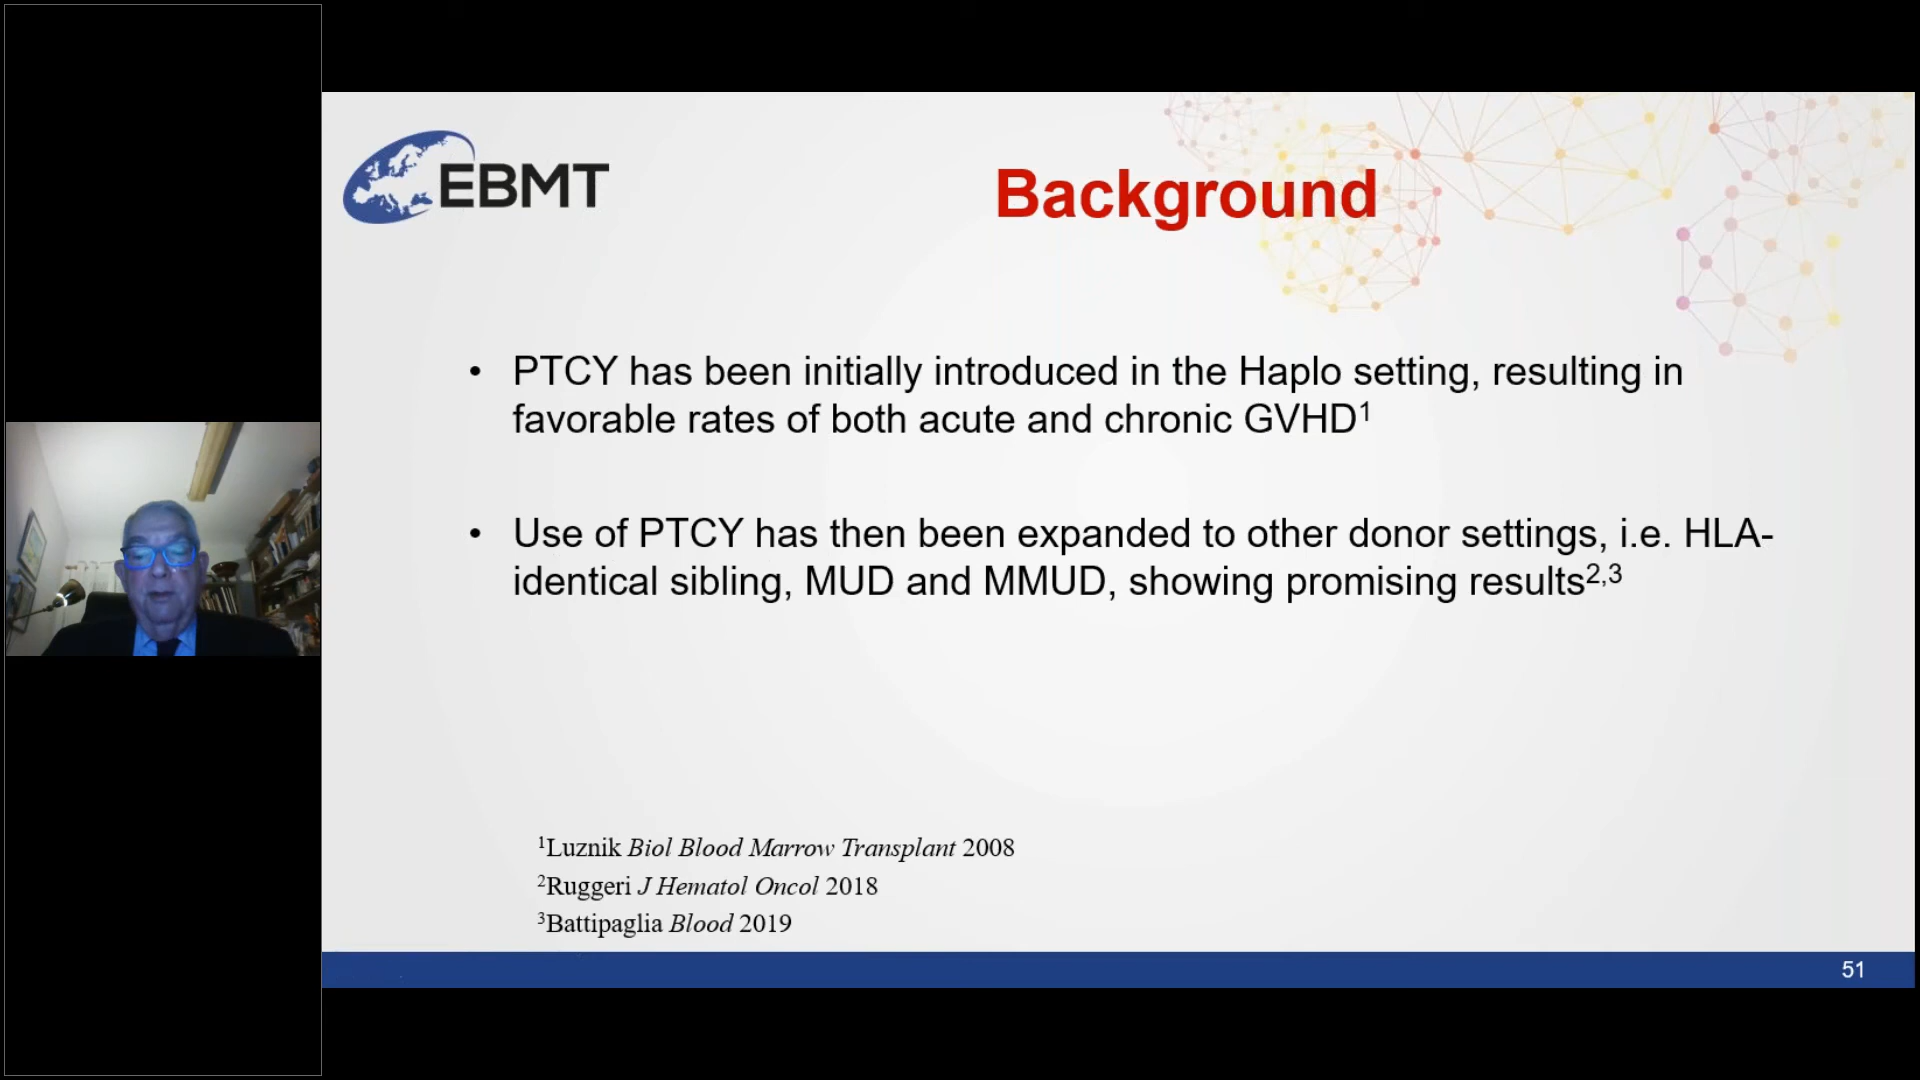 EBMT
Background
• PTCY has been initially introduced in the Haplo setting, resulting in
favorable rates of both acute and chronic GVHD¹
• Use of PTCY has then been expanded to other donor settings, i.e. HLA-
identical sibling, MUD and MMUD, showing promising results²,³
¹Luznik Biol Blood Marrow Transplant 2008
²Ruggeri J Hematol Oncol 2018
³Battipaglia Blood 2019
51